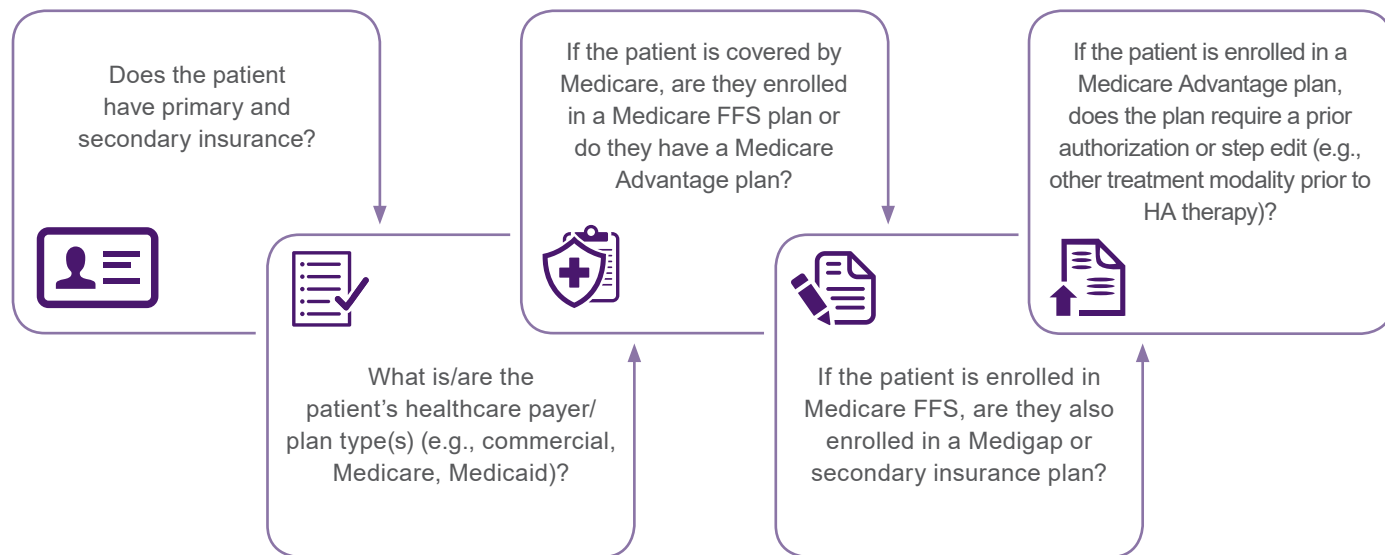 Does the patient
have primary and
secondary insurance?
What is/are the
patient’s healthcare payer/
plan type(s) (e.g., commercial,
Medicare, Medicaid)?
If the patient is covered by
Medicare, are they enrolled
in a Medicare FFS plan or
do they have a Medicare
Advantage plan?
If the patient is enrolled in
Medicare FFS, are they also
enrolled in a Medigap or
secondary insurance plan?
If the patient is enrolled in a
Medicare Advantage plan,
does the plan require a prior
authorization or step edit (e.g.,
other treatment modality prior to
HA therapy)?